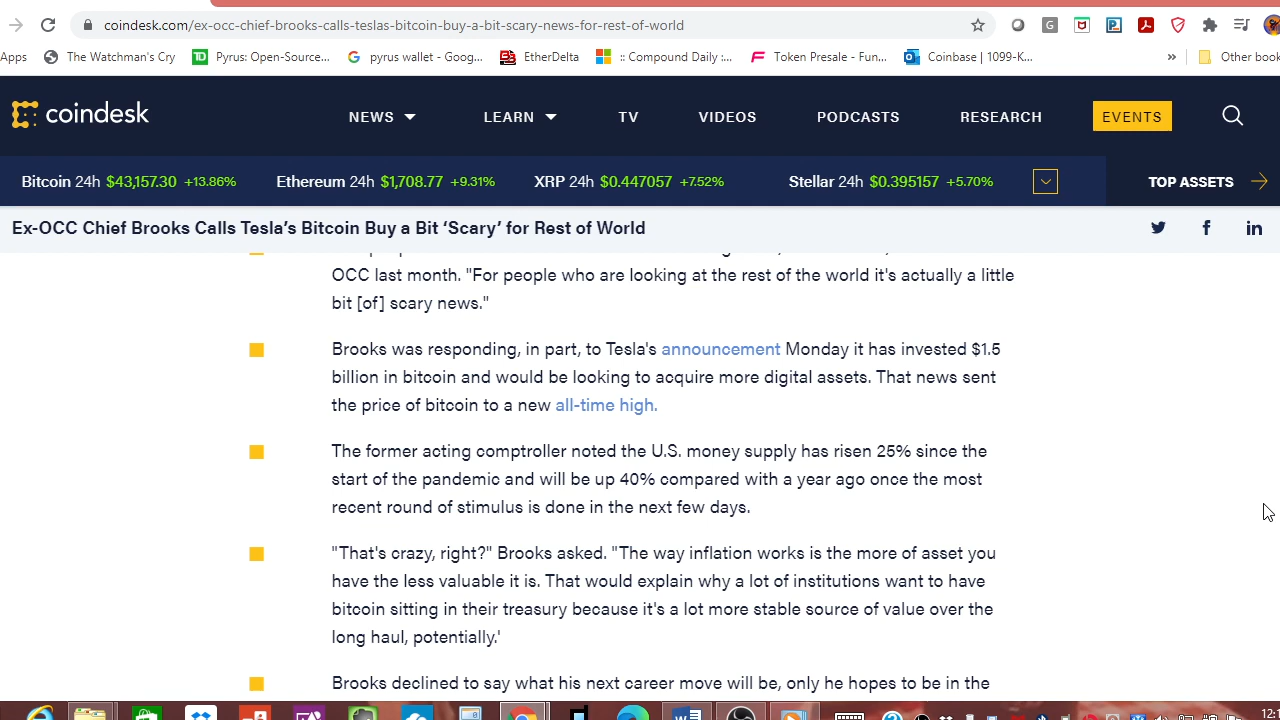 coindesk.com/ex-occ-chief-brooks-calls-teslas-bitcoin-buy-a-bit-scary-news-for-rest-of-world
Apps The Watchman's Cry Pyrus: Open-Source... pyrus wallet - Goog... EtherDelta :: Compound Daily :... Token Presale - Fun... Coinbase | 1099-K... » Other book
coindesk NEWS LEARN TV VIDEOS PODCASTS RESEARCH EVENTS
Bitcoin 24h $43,157.30 +13.86% Ethereum 24h $1,708.77 +9.31% XRP 24h $0.447057 +7.52% Stellar 24h $0.395157 +5.70% TOP ASSETS
Ex-OCC Chief Brooks Calls Tesla's Bitcoin Buy a Bit 'Scary' for Rest of World
OCC last month. "For people who are looking at the rest of the world it's actually a little
bit [of] scary news."
Brooks was responding, in part, to Tesla's announcement Monday it has invested $1.5
billion in bitcoin and would be looking to acquire more digital assets. That news sent
the price of bitcoin to a new all-time high.
The former acting comptroller noted the U.S. money supply has risen 25% since the
start of the pandemic and will be up 40% compared with a year ago once the most
recent round of stimulus is done in the next few days.
"That's crazy, right?" Brooks asked. "The way inflation works is the more of asset you
have the less valuable it is. That would explain why a lot of institutions want to have
bitcoin sitting in their treasury because it's a lot more stable source of value over the
long haul, potentially.'
Brooks declined to say what his next career move will be, only he hopes to be in the